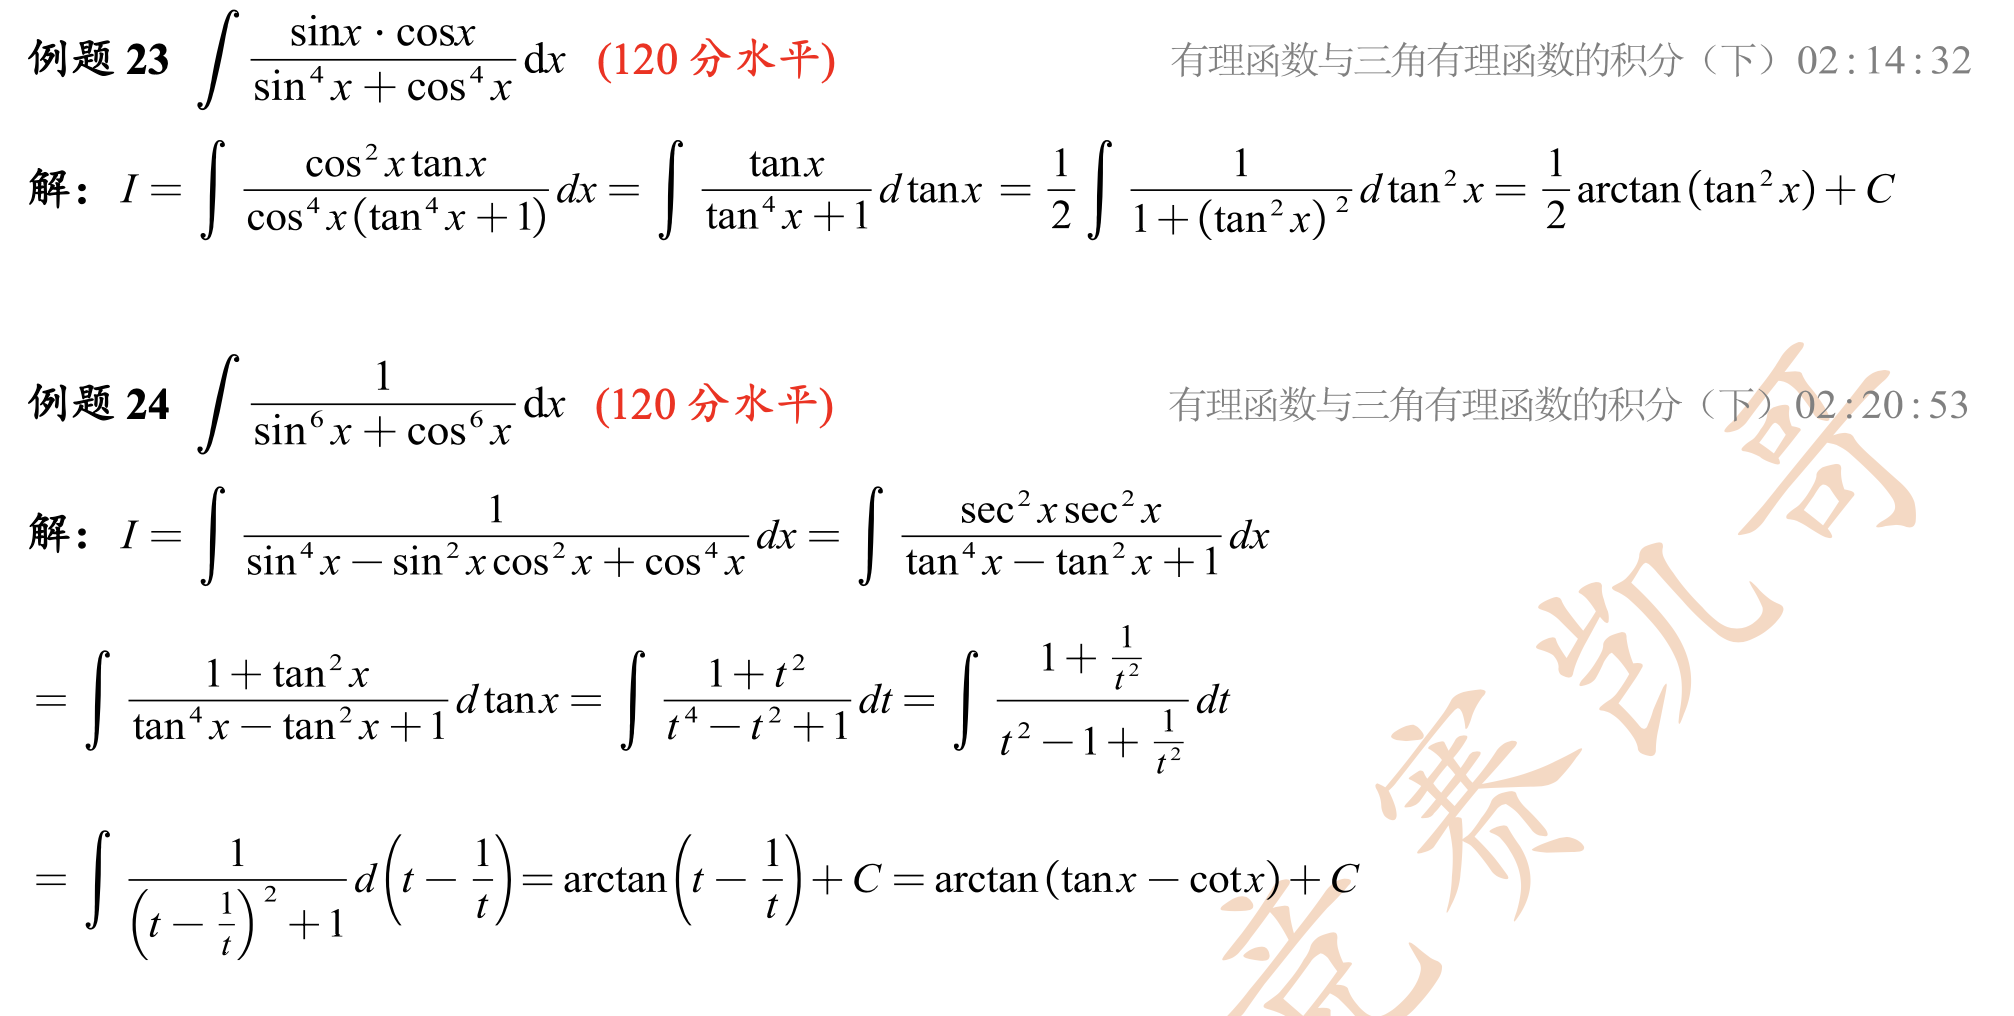 例题 23 $\int \frac{\sin x \cdot \cos x}{\sin^4 x + \cos^4 x} \mathrm{d}x$ (120 分水平) 有理函数与三角有理函数的积分（下）02:14:32
解：$I = \int \frac{\cos^2 x \tan x}{\cos^4 x (\tan^4 x + 1)} dx = \int \frac{\tan x}{\tan^4 x + 1} d\tan x = \frac{1}{2} \int \frac{1}{1 + (\tan^2 x)^2} d\tan^2 x = \frac{1}{2} \arctan(\tan^2 x) + C$
例题 24 $\int \frac{1}{\sin^6 x + \cos^6 x} \mathrm{d}x$ (120 分水平) 有理函数与三角有理函数的积分（下）02:20:53
解：$I = \int \frac{1}{\sin^4 x - \sin^2 x \cos^2 x + \cos^4 x} dx = \int \frac{\sec^2 x \sec^2 x}{\tan^4 x - \tan^2 x + 1} dx$
$= \int \frac{1 + \tan^2 x}{\tan^4 x - \tan^2 x + 1} d\tan x = \int \frac{1 + t^2}{t^4 - t^2 + 1} dt = \int \frac{1 + \frac{1}{t^2}}{t^2 - 1 + \frac{1}{t^2}} dt$
$= \int \frac{1}{\left(t - \frac{1}{t}\right)^2 + 1} d\left(t - \frac{1}{t}\right) = \arctan\left(t - \frac{1}{t}\right) + C = \arctan(\tan x - \cot x) + C$
竞赛凯哥